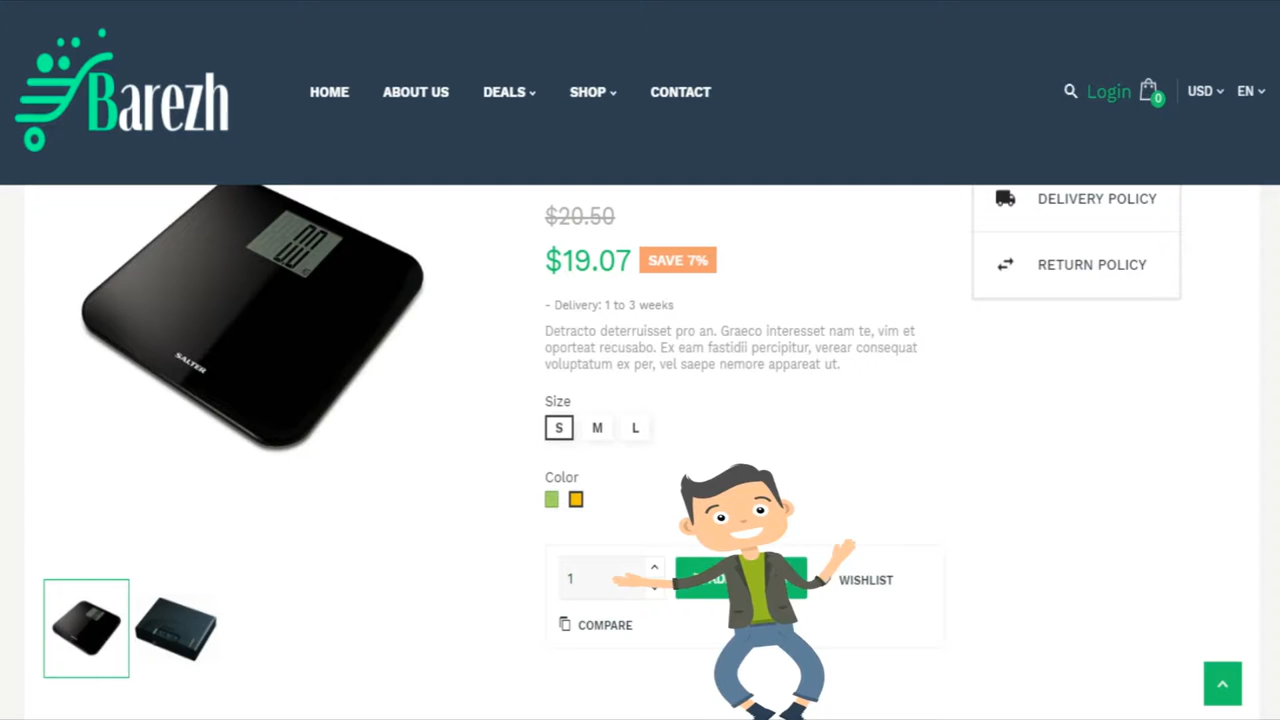 Barezh
HOME ABOUT US DEALS SHOP CONTACT
Login 0 USD EN
$20.50
$19.07 SAVE 7%
- Delivery: 1 to 3 weeks
Detracto deterruisset pro an. Graeco interesset nam te, vim et
oporteat recusabo. Ex eam fastidii percipitur, verear consequat
voluptatum ex per, vel saepe nemore appareat ut.
Size
S M L
Color
1 WISHLIST
COMPARE
DELIVERY POLICY
RETURN POLICY
SALTER